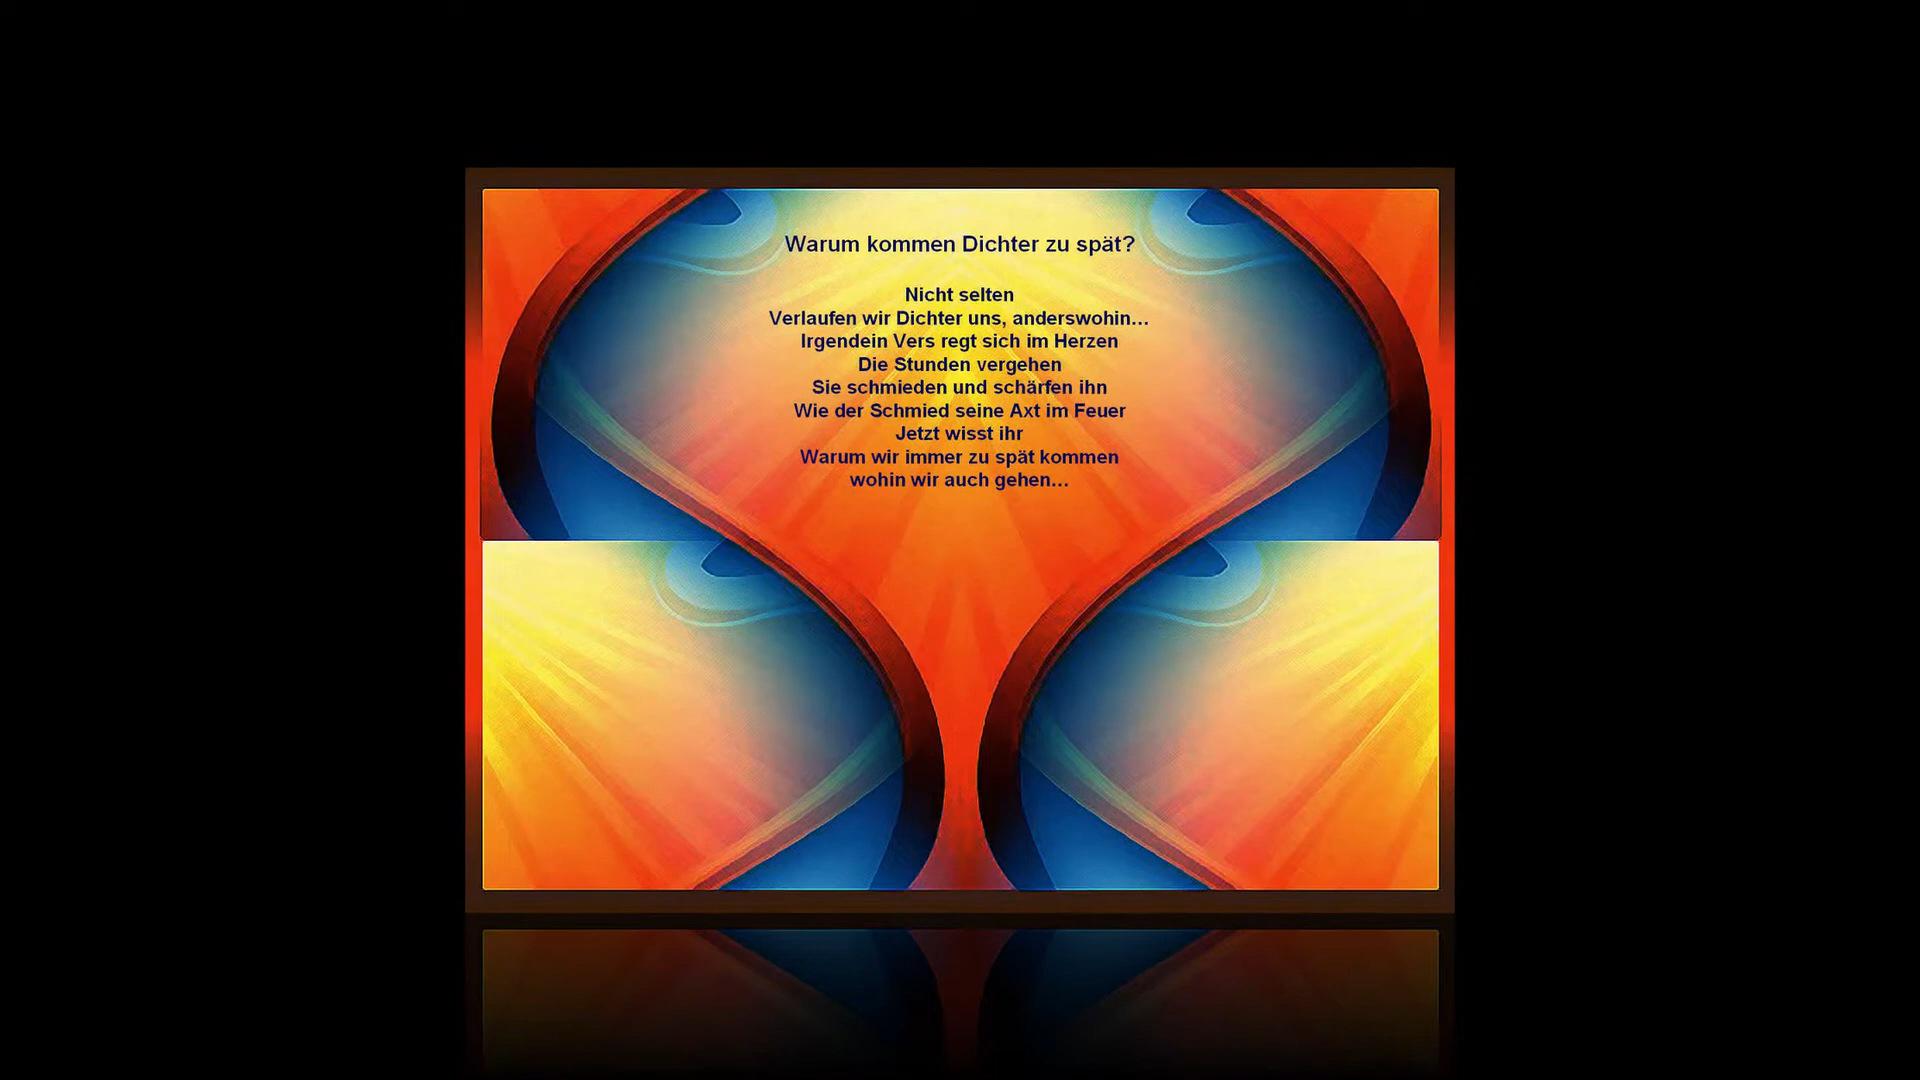 Warum kommen Dichter zu spät?
Nicht selten
Verlaufen wir Dichter uns, anderswohin...
Irgendein Vers regt sich im Herzen
Die Stunden vergehen
Sie schmieden und schärfen ihn
Wie der Schmied seine Axt im Feuer
Jetzt wisst ihr
Warum wir immer zu spät kommen
wohin wir auch gehen...